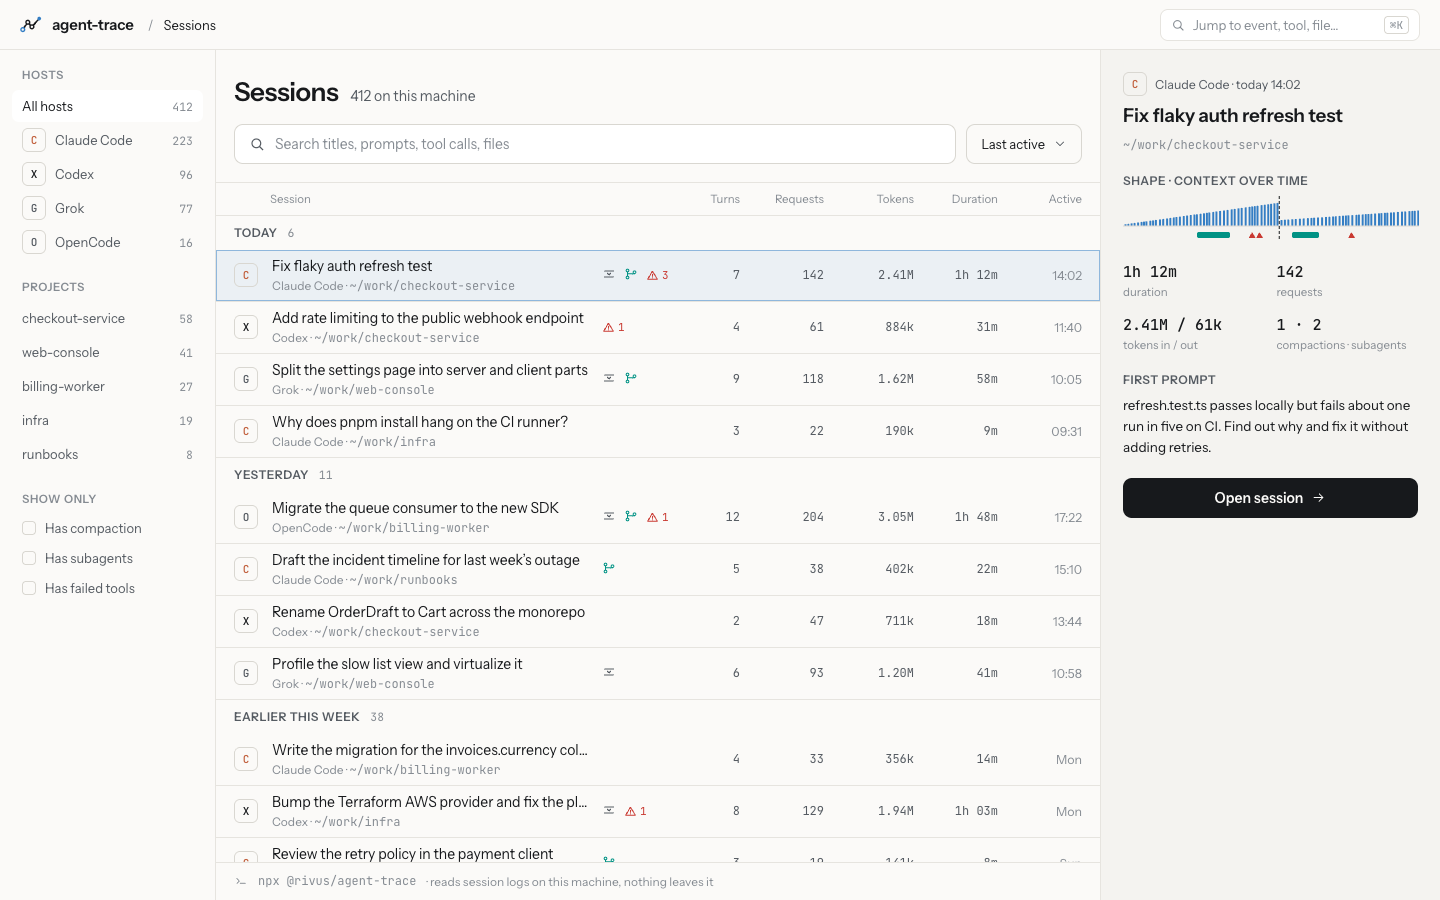 agent-trace / Sessions
Jump to event, tool, file... ⌘K
HOSTS
All hosts 412
C Claude Code 223
X Codex 96
G Grok 77
O OpenCode 16
PROJECTS
checkout-service 58
web-console 41
billing-worker 27
infra 19
runbooks 8
SHOW ONLY
Has compaction
Has subagents
Has failed tools
Sessions 412 on this machine
Search titles, prompts, tool calls, files
Last active
Session Turns Requests Tokens Duration Active
TODAY 6
C Fix flaky auth refresh test 3 7 142 2.41M 1h 12m 14:02
Claude Code · ~/work/checkout-service
X Add rate limiting to the public webhook endpoint 1 4 61 884k 31m 11:40
Codex · ~/work/checkout-service
G Split the settings page into server and client parts 9 118 1.62M 58m 10:05
Grok · ~/work/web-console
C Why does pnpm install hang on the CI runner? 3 22 190k 9m 09:31
Claude Code · ~/work/infra
YESTERDAY 11
O Migrate the queue consumer to the new SDK 1 12 204 3.05M 1h 48m 17:22
OpenCode · ~/work/billing-worker
C Draft the incident timeline for last week’s outage 5 38 402k 22m 15:10
Claude Code · ~/work/runbooks
X Rename OrderDraft to Cart across the monorepo 2 47 711k 18m 13:44
Codex · ~/work/checkout-service
G Profile the slow list view and virtualize it 6 93 1.20M 41m 10:58
Grok · ~/work/web-console
EARLIER THIS WEEK 38
C Write the migration for the invoices.currency col... 4 33 356k 14m Mon
Claude Code · ~/work/billing-worker
X Bump the Terraform AWS provider and fix the pl... 1 8 129 1.94M 1h 03m Mon
Codex · ~/work/infra
Review the retry policy in the payment client
npx @rivus/agent-trace · reads session logs on this machine, nothing leaves it
C Claude Code · today 14:02
Fix flaky auth refresh test
~/work/checkout-service
SHAPE · CONTEXT OVER TIME
1h 12m 142
duration requests
2.41M / 61k 1 · 2
tokens in / out compactions · subagents
FIRST PROMPT
refresh.test.ts passes locally but fails about one
run in five on CI. Find out why and fix it without
adding retries.
Open session →